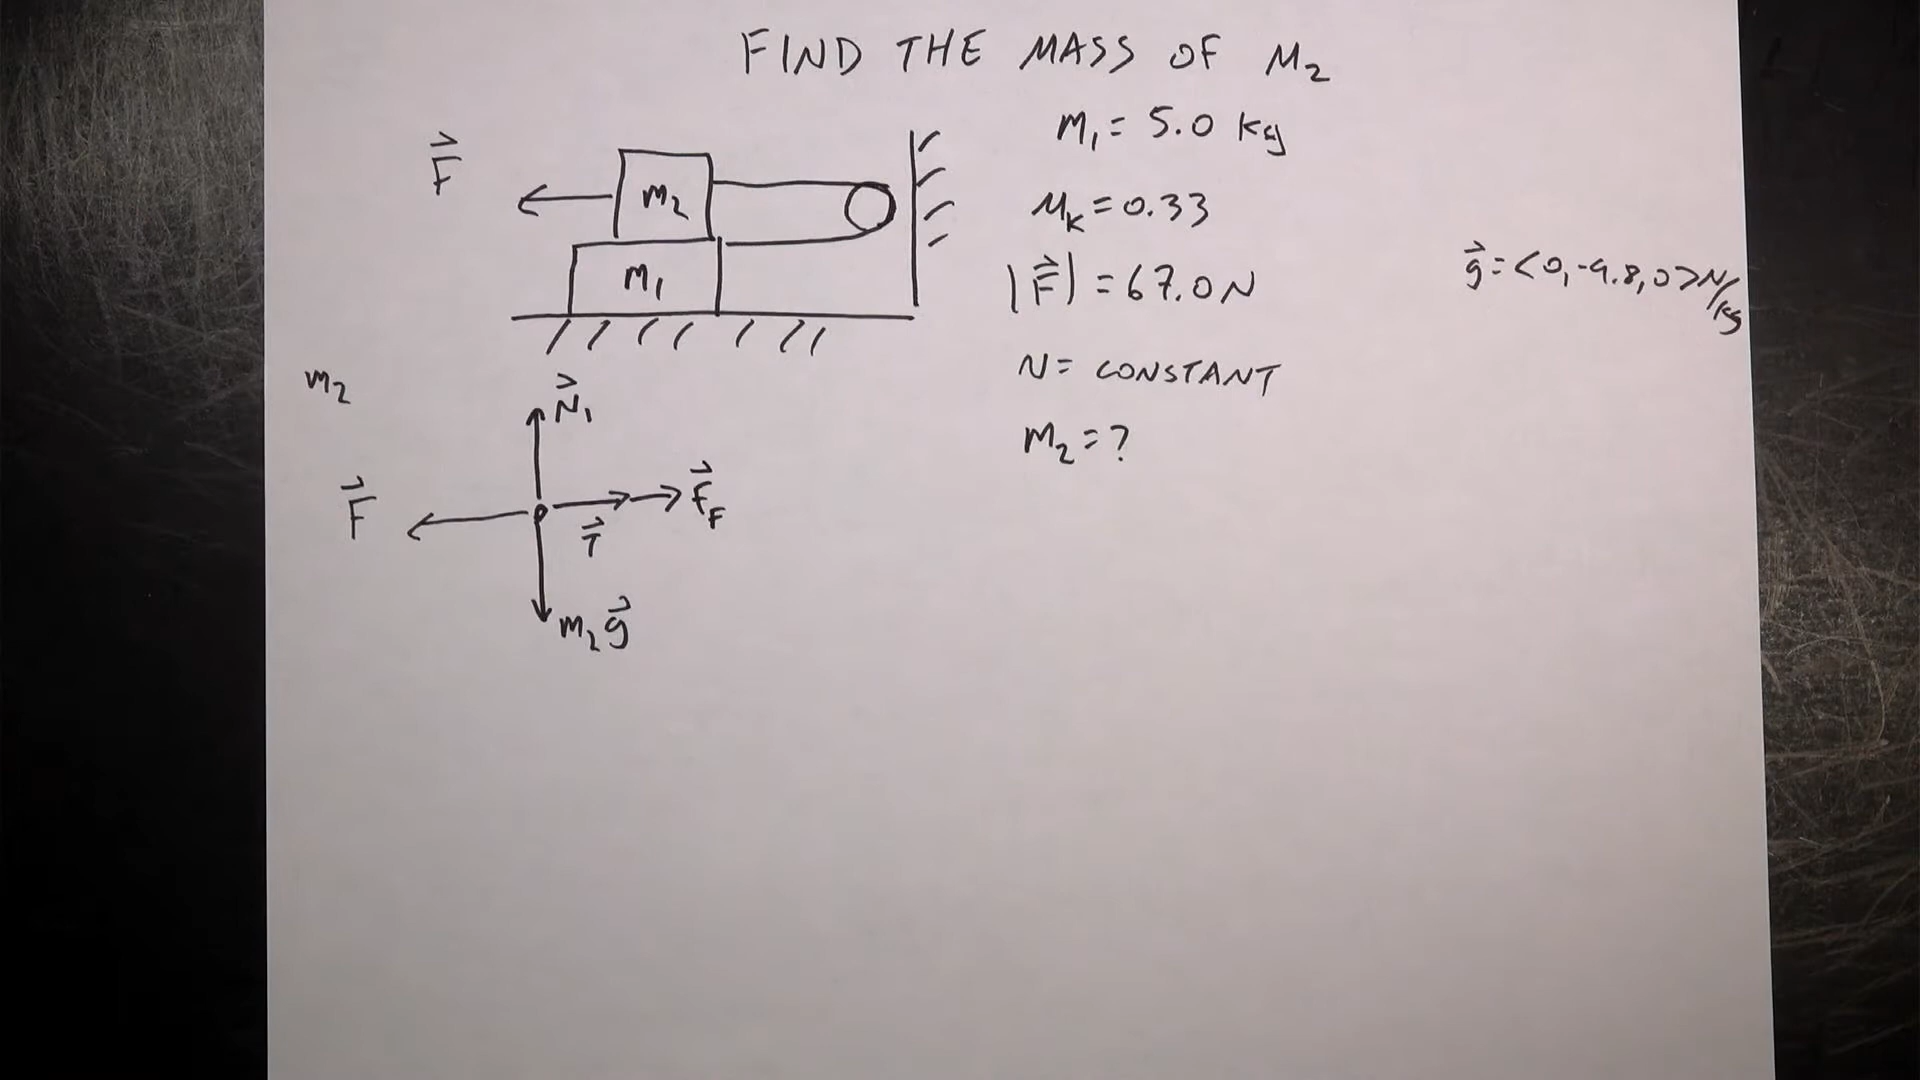 FIND THE MASS OF M₂
m₁ = 5.0 kg
F⃗
m₂
μₖ = 0.33
m₁
|F⃗| = 67.0 N
g⃗ = <0, -9.8, 0> N/kg
N = CONSTANT
m₂
N⃗₁
m₂ = ?
F⃗
F⃗_F
T⃗
m₂g⃗